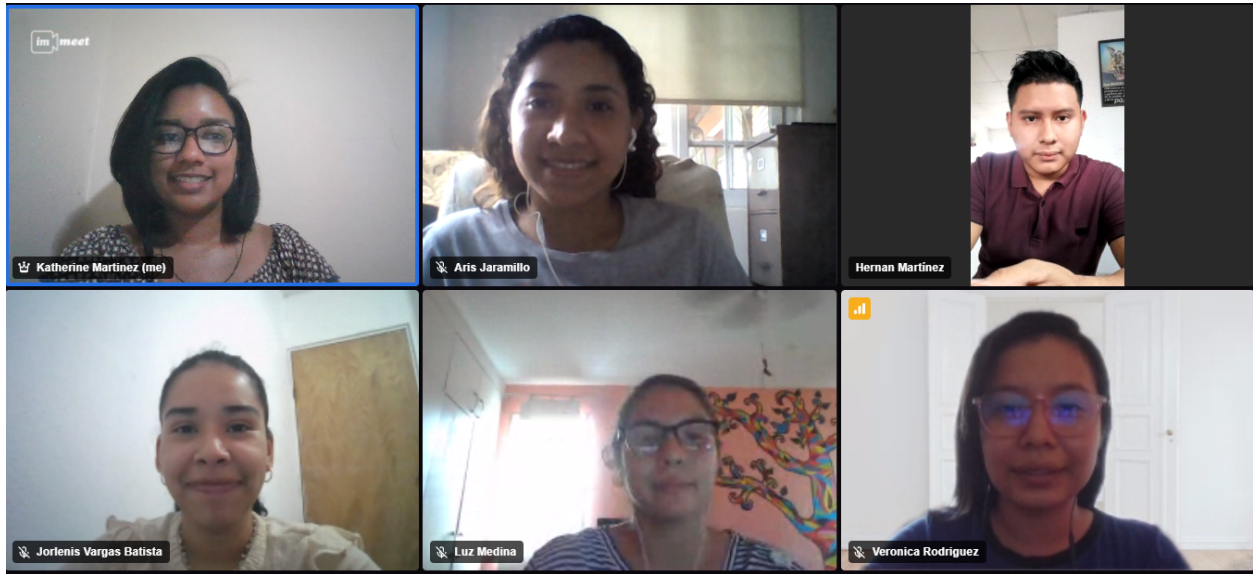 im meet
Katherine Martinez (me)
Aris Jaramillo
Hernan Martínez
Jorlenis Vargas Batista
Luz Medina
Veronica Rodriguez